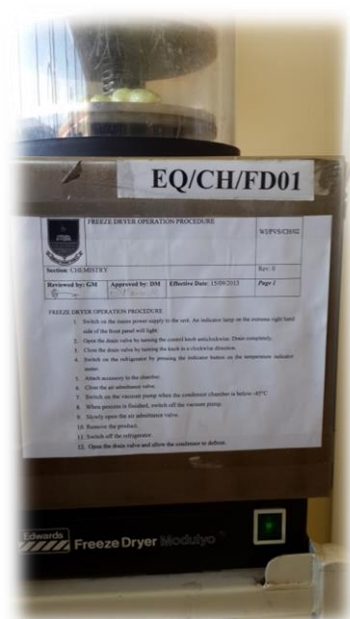 EQ/CH/FD01
FREEZE DRYER OPERATION PROCEDURE
WI/PVS/CH/02
Section: CHEMISTRY
Rev: 0
Reviewed by: GM
Approved by: DM
Effective Date: 15/09/2013
Page 1
FREEZE DRYER OPERATION PROCEDURE
1. Switch on the mains power supply to the unit. An indicator lamp on the extreme right hand
side of the front panel will light.
2. Open the drain valve by turning the control knob anticlockwise. Drain completely.
3. Close the drain valve by turning the knob in a clockwise direction.
4. Switch on the refrigerator by pressing the indicator button on the temperature indicator
meter.
5. Attach accessory to the chamber.
6. Close the air admittance valve.
7. Switch on the vacuum pump when the condenser chamber is below -45°C
8. When process is finished, switch off the vacuum pump.
9. Slowly open the air admittance valve.
10. Remove the product.
11. Switch off the refrigerator
12. Open the drain valve and allow the condenser to defrost.
Edwards
Freeze Dryer Modulyo